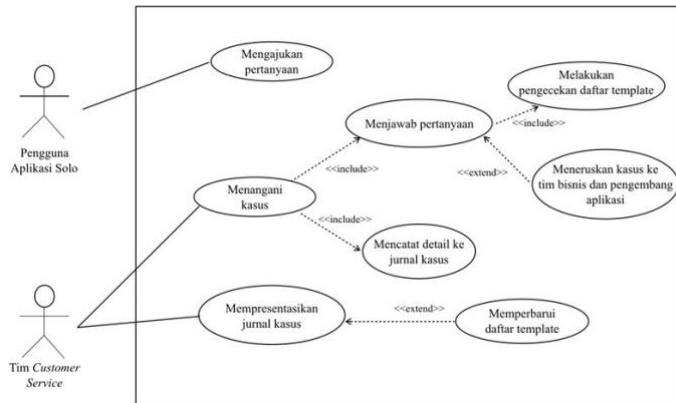 Mengajukan
pertanyaan
Pengguna
Aplikasi Solo
Melakukan
pengecekan daftar template
Menjawab pertanyaan
<<include>>
<<include>>
<<extend>>
Meneruskan kasus ke
tim bisnis dan pengembang
aplikasi
Menangani
kasus
<<include>>
Mencatat detail ke
jurnal kasus
Mempresentasikan
jurnal kasus
<<extend>>
Memperbarui
daftar template
Tim Customer
Service